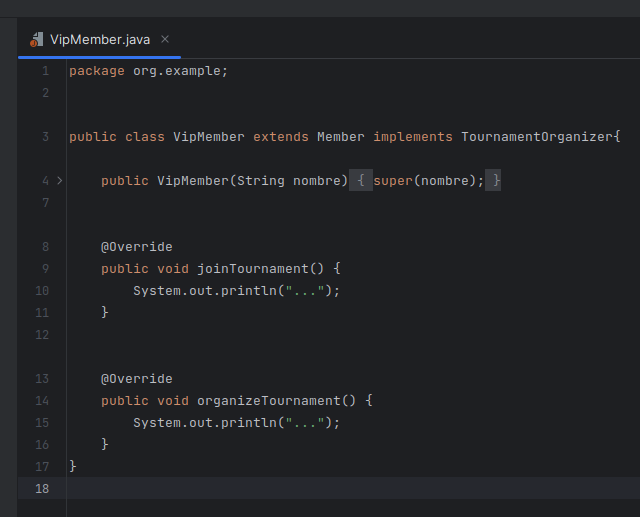 VipMember.java
1 package org.example;
2
3 public class VipMember extends Member implements TournamentOrganizer{
4 public VipMember(String nombre) { super(nombre); }
7
8 @Override
9 public void joinTournament() {
10 System.out.println("...");
11 }
12
13 @Override
14 public void organizeTournament() {
15 System.out.println("...");
16 }
17 }
18